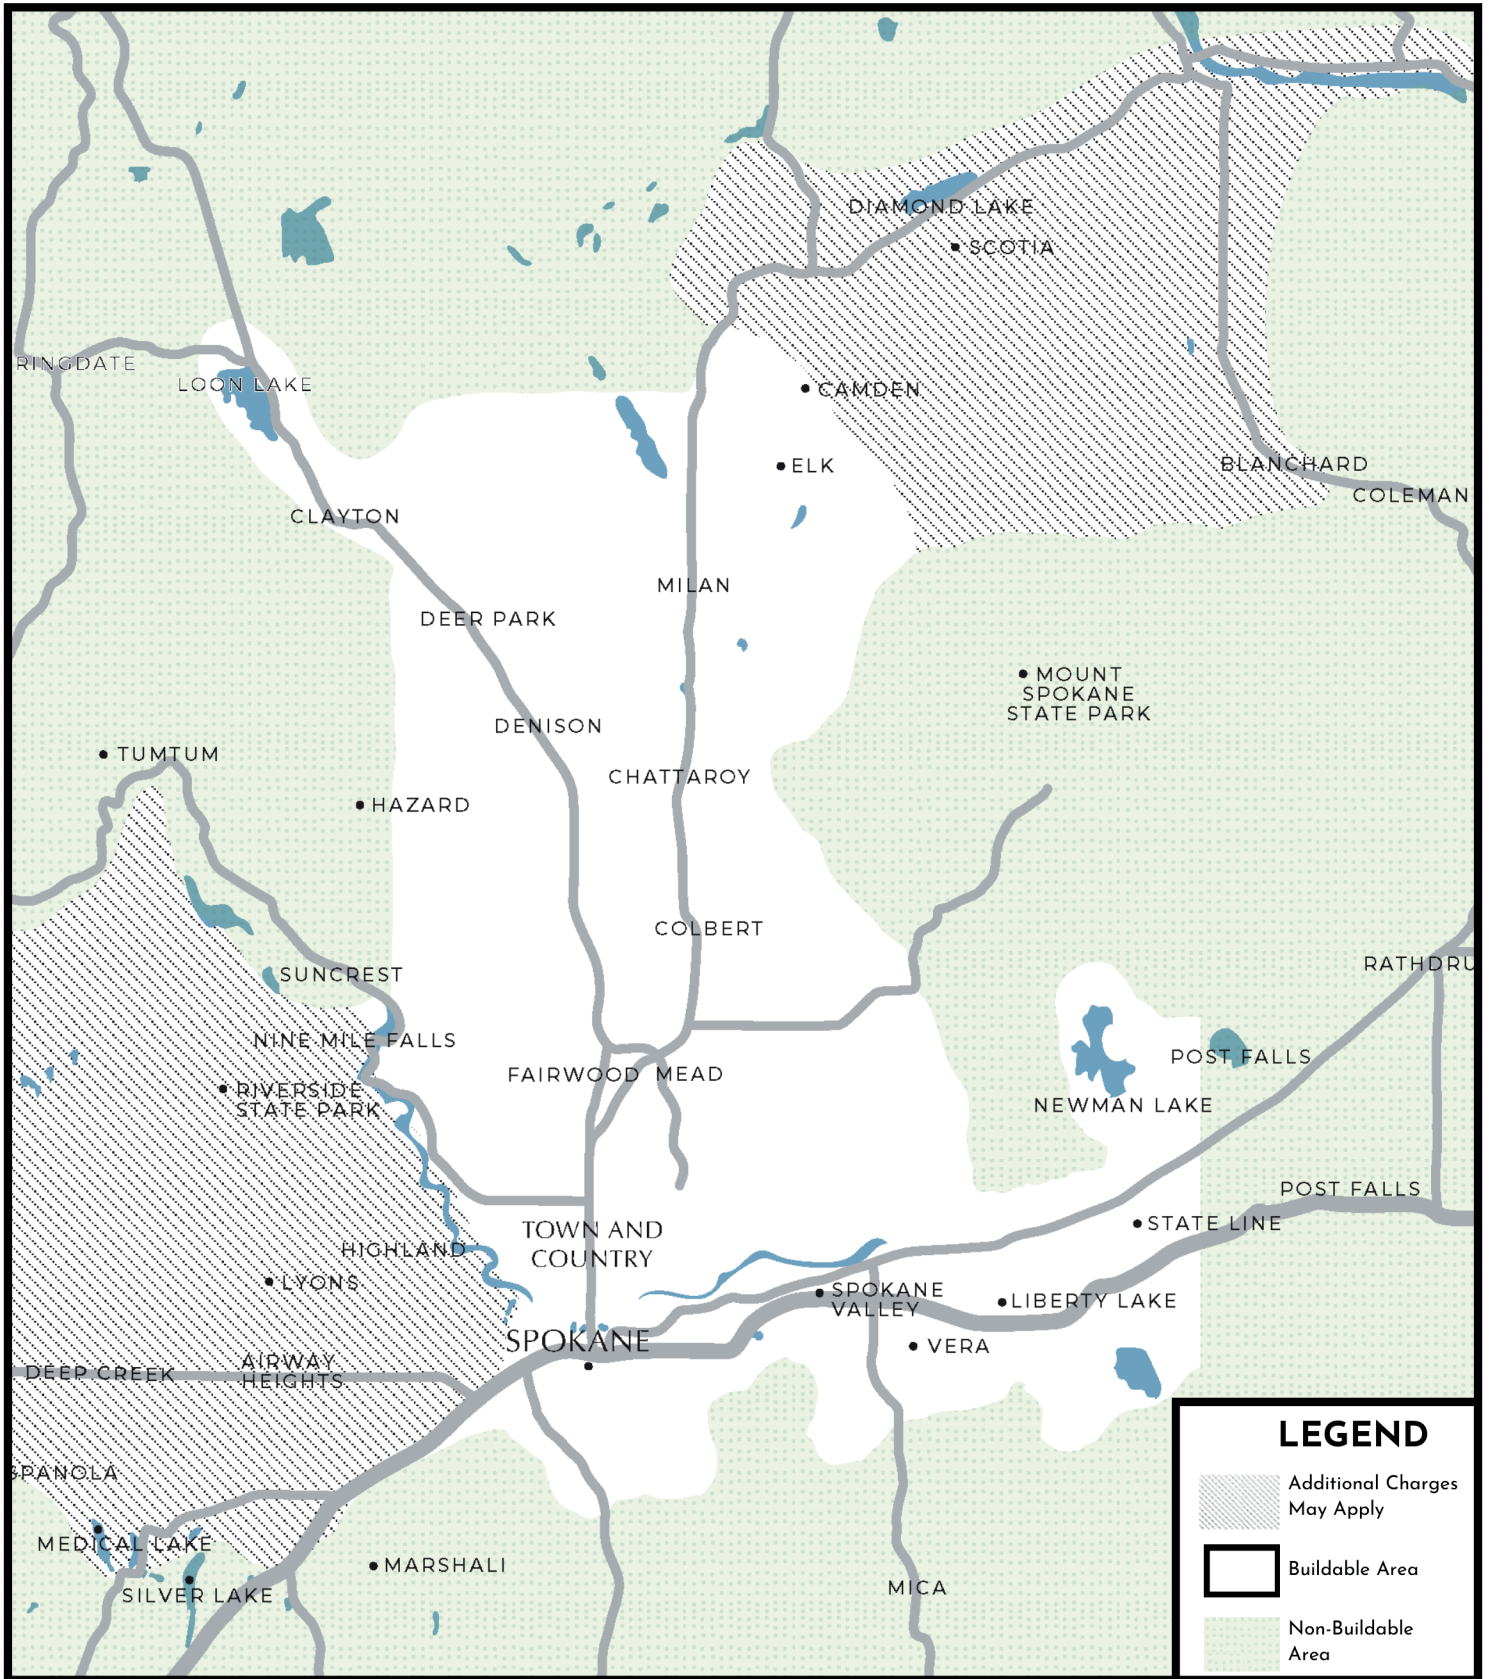 DIAMOND LAKE
SCOTIA
RINGDATE
LOON LAKE
CAMDEN
ELK
BLANCHARD
COLEMAN
CLAYTON
MILAN
DEER PARK
MOUNT
SPOKANE
STATE PARK
DENISON
TUMTUM
CHATTAROY
HAZARD
COLBERT
RATHDRU
SUNCREST
NINE MILE FALLS
POST FALLS
FAIRWOOD
MEAD
RIVERSIDE
STATE PARK
NEWMAN LAKE
POST FALLS
STATE LINE
TOWN AND
COUNTRY
HIGHLAND
LYONS
SPOKANE
VALLEY
LIBERTY LAKE
SPOKANE
VERA
DEEP CREEK
AIRWAY
HEIGHTS
SPANOLA
MEDICAL LAKE
MARSHALI
SILVER LAKE
MICA
LEGEND
Additional Charges
May Apply
Buildable Area
Non-Buildable
Area